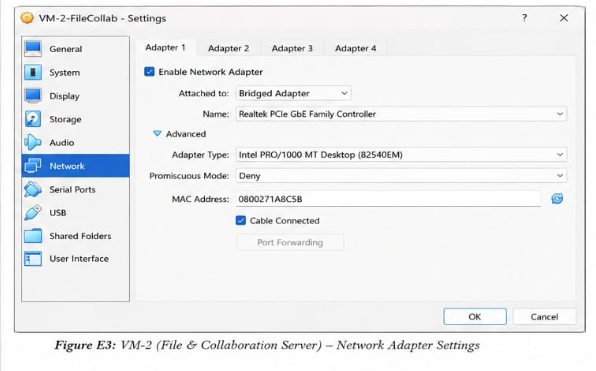 VM-2-FileCollab - Settings
?
×
General
System
Display
Storage
Audio
Network
Serial Ports
USB
Shared Folders
User Interface
Adapter 1 Adapter 2 Adapter 3 Adapter 4
Enable Network Adapter
Attached to: Bridged Adapter
Name: Realtek PCIe GbE Family Controller
Advanced
Adapter Type: Intel PRO/1000 MT Desktop (82540EM)
Promiscuous Mode: Deny
MAC Address: 0800271A8C5B
Cable Connected
Port Forwarding
OK Cancel
Figure E3: VM-2 (File & Collaboration Server) – Network Adapter Settings